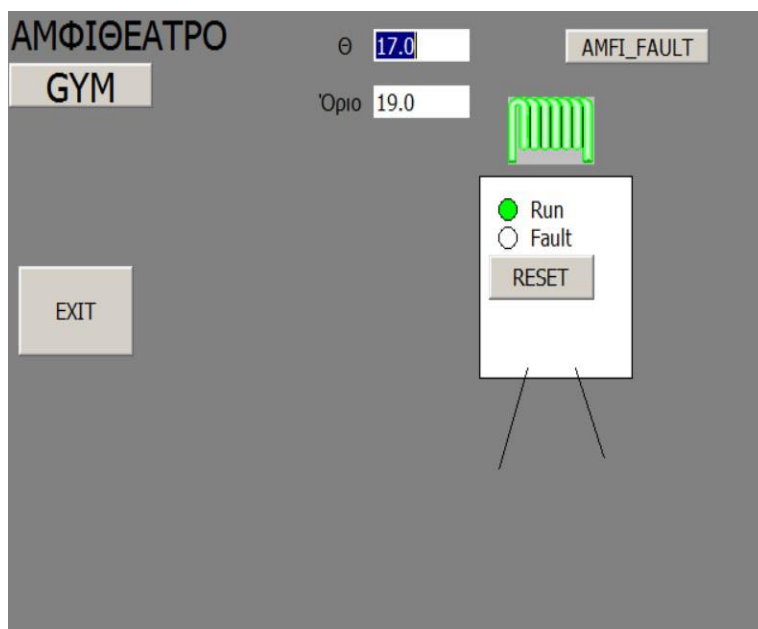 ΑΜΦΙΘΕΑΤΡΟ
Θ 17.0
AMFI_FAULT
GYM
Όριο 19.0
Run
Fault
RESET
EXIT